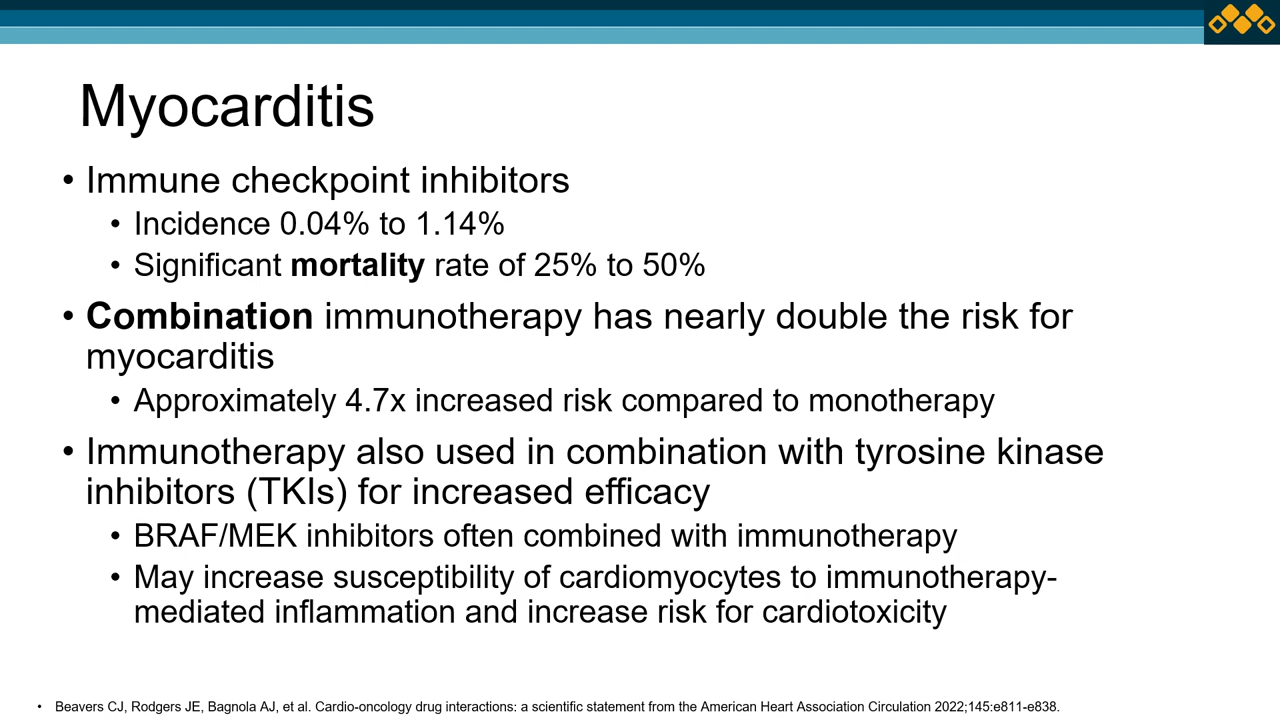 Myocarditis
• Immune checkpoint inhibitors
• Incidence 0.04% to 1.14%
• Significant mortality rate of 25% to 50%
• Combination immunotherapy has nearly double the risk for
myocarditis
• Approximately 4.7x increased risk compared to monotherapy
• Immunotherapy also used in combination with tyrosine kinase
inhibitors (TKIs) for increased efficacy
• BRAF/MEK inhibitors often combined with immunotherapy
• May increase susceptibility of cardiomyocytes to immunotherapy-
mediated inflammation and increase risk for cardiotoxicity
• Beavers CJ, Rodgers JE, Bagnola AJ, et al. Cardio-oncology drug interactions: a scientific statement from the American Heart Association Circulation 2022;145:e811-e838.